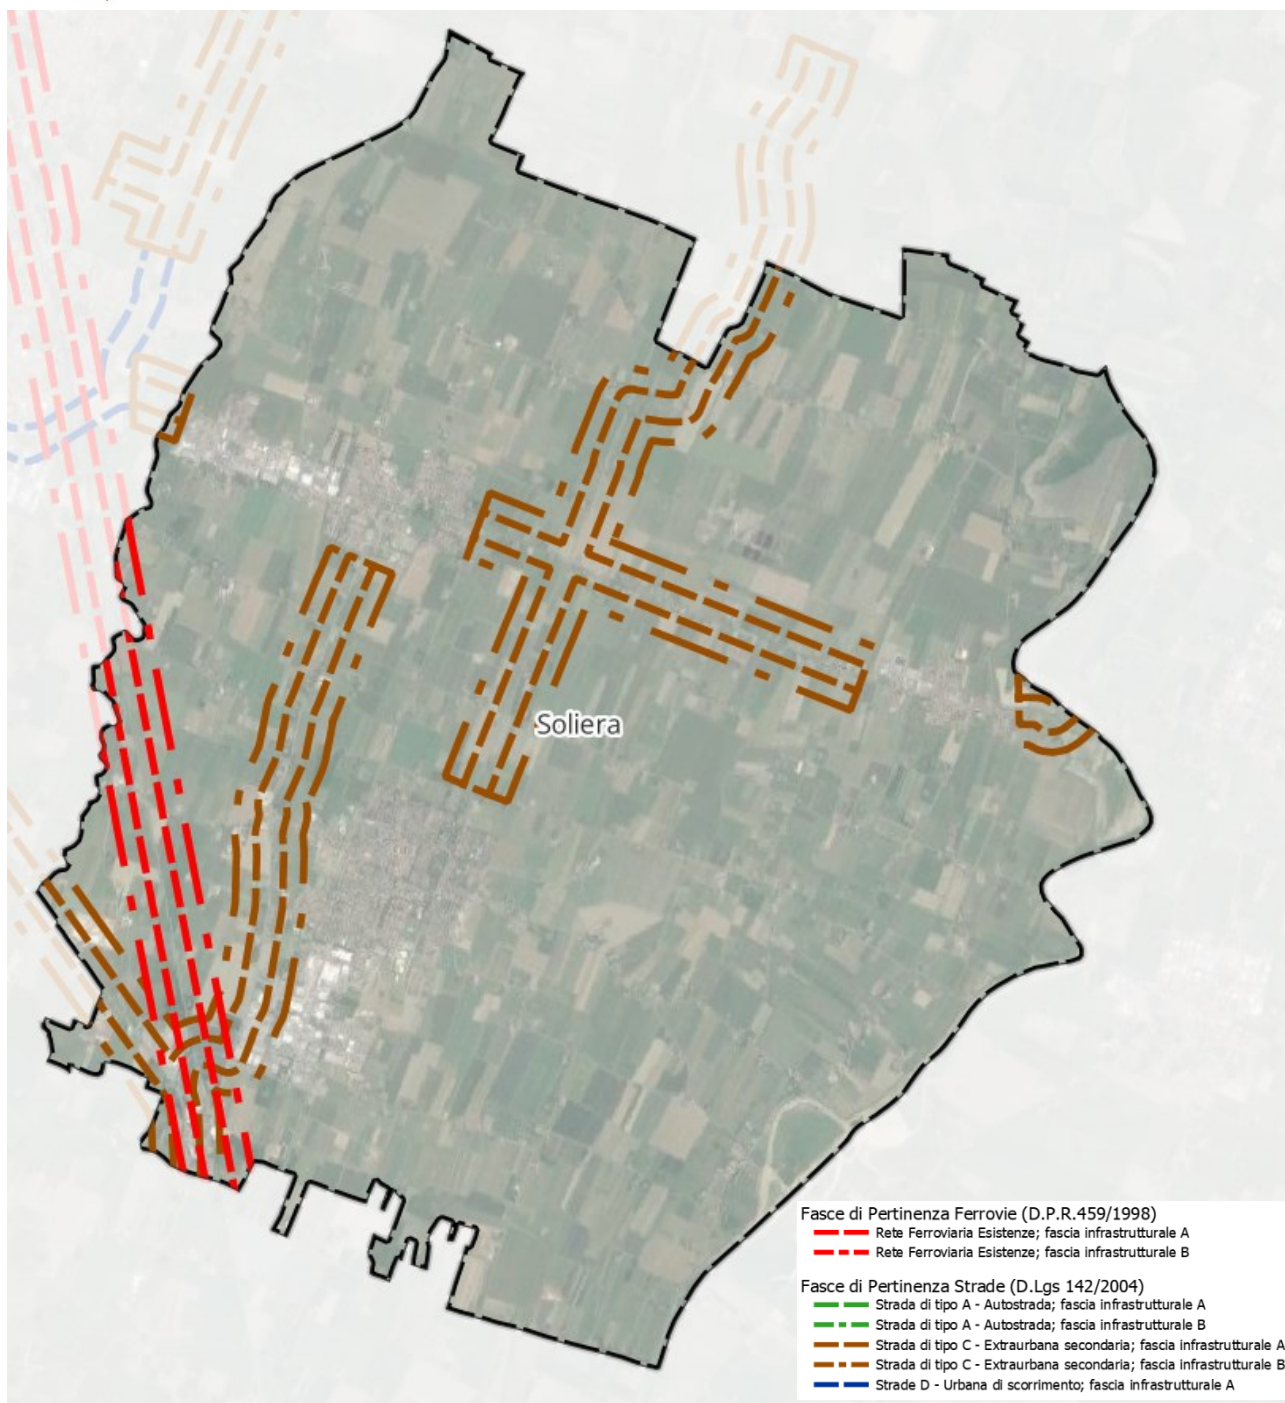 Soliera
Fasce di Pertinenza Ferrovie (D.P.R.459/1998)
Rete Ferroviaria Esistenze; fascia infrastrutturale A
Rete Ferroviaria Esistenze; fascia infrastrutturale B
Fasce di Pertinenza Strade (D.Lgs 142/2004)
Strada di tipo A - Autostrada; fascia infrastrutturale A
Strada di tipo A - Autostrada; fascia infrastrutturale B
Strada di tipo C - Extraurbana secondaria; fascia infrastrutturale A
Strada di tipo C - Extraurbana secondaria; fascia infrastrutturale B
Strade D - Urbana di scorrimento; fascia infrastrutturale A